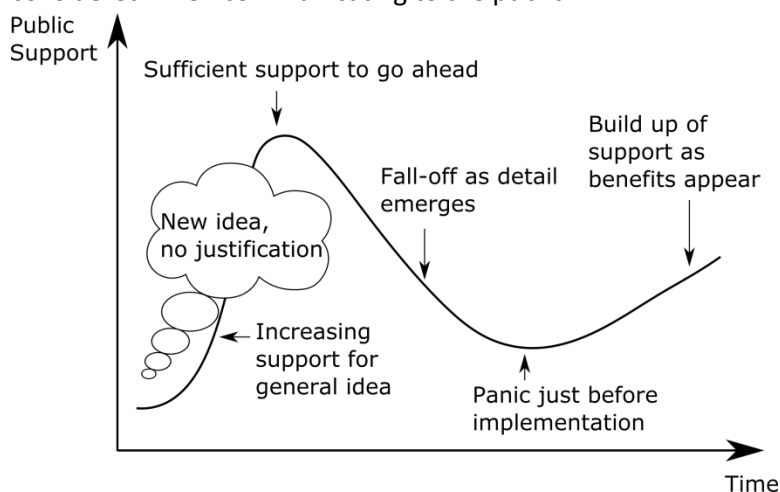 Public
Support
Sufficient support to go ahead
Build up of
support as
benefits appear
Fall-off as detail
emerges
New idea,
no justification
Increasing
support for
general idea
Panic just before
implementation
Time